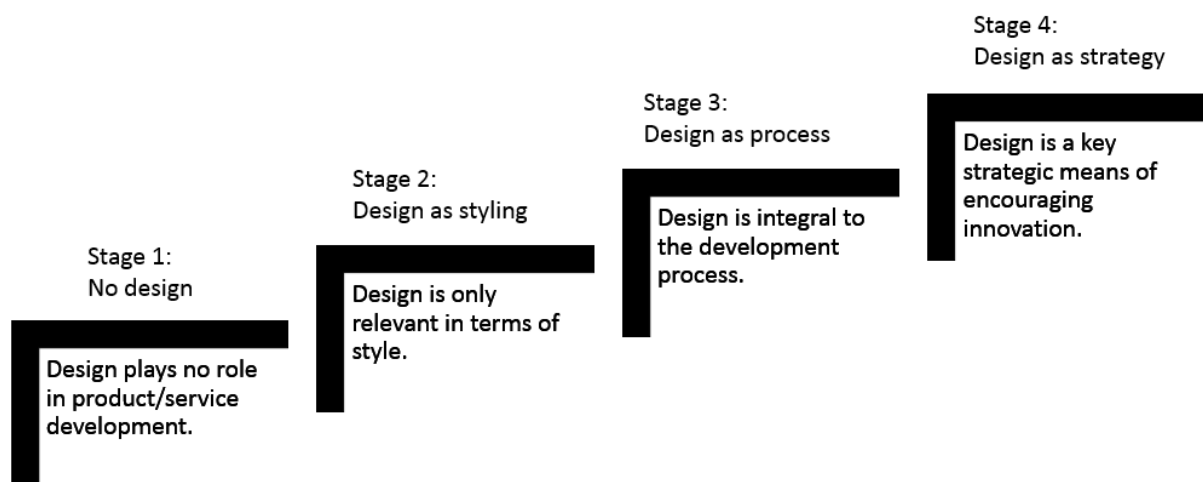 Stage 1:
No design
Design plays no role
in product/service
development.
Stage 2:
Design as styling
Design is only
relevant in terms of
style.
Stage 3:
Design as process
Design is integral to
the development
process.
Stage 4:
Design as strategy
Design is a key
strategic means of
encouraging
innovation.